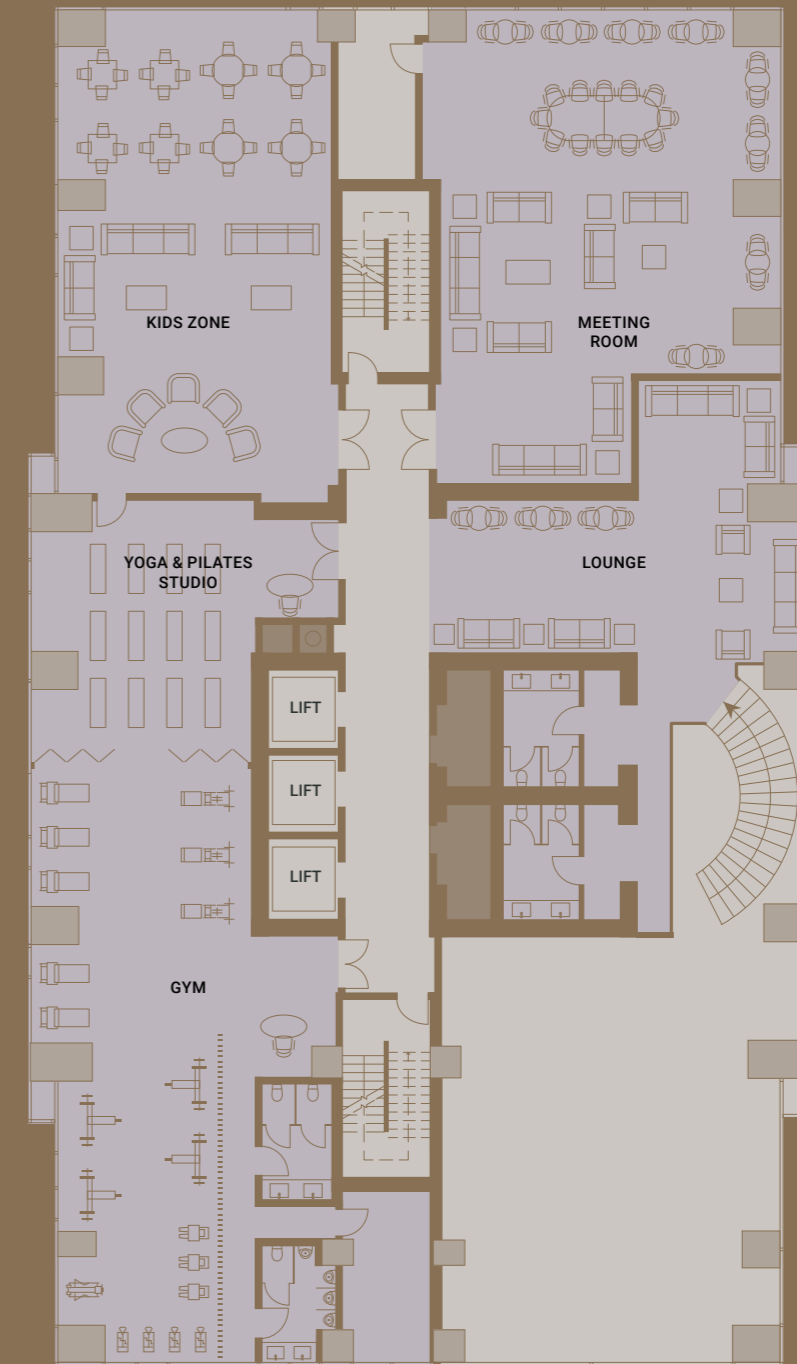 KIDS ZONE
MEETING
ROOM
YOGA & PILATES
STUDIO
LOUNGE
LIFT
LIFT
LIFT
GYM